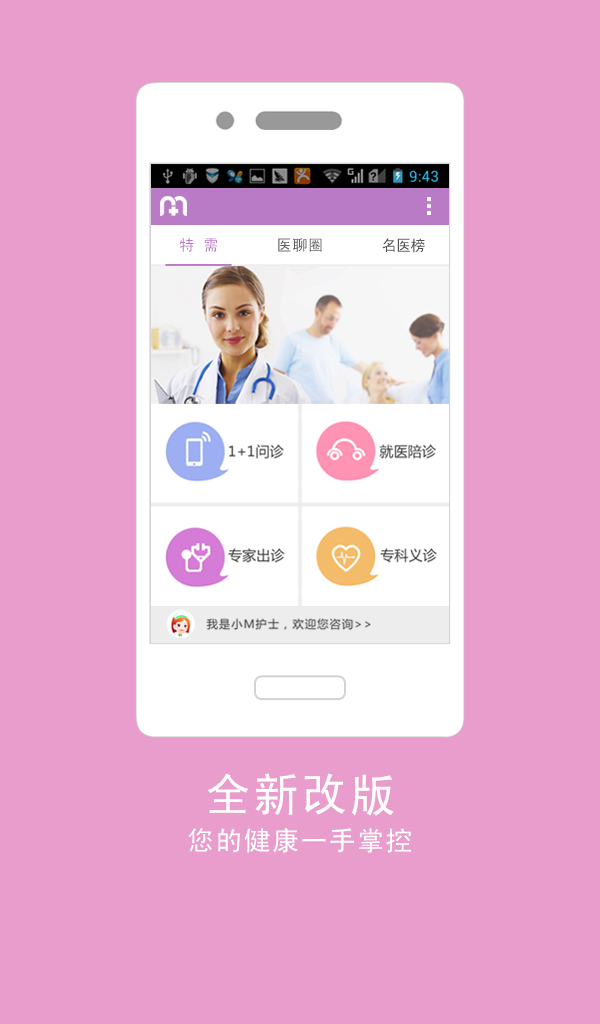 9:43
特 需 医聊圈 名医榜
1+1问诊 就医陪诊
专家出诊 专科义诊
我是小M护士，欢迎您咨询>>
全新改版
您的健康一手掌控